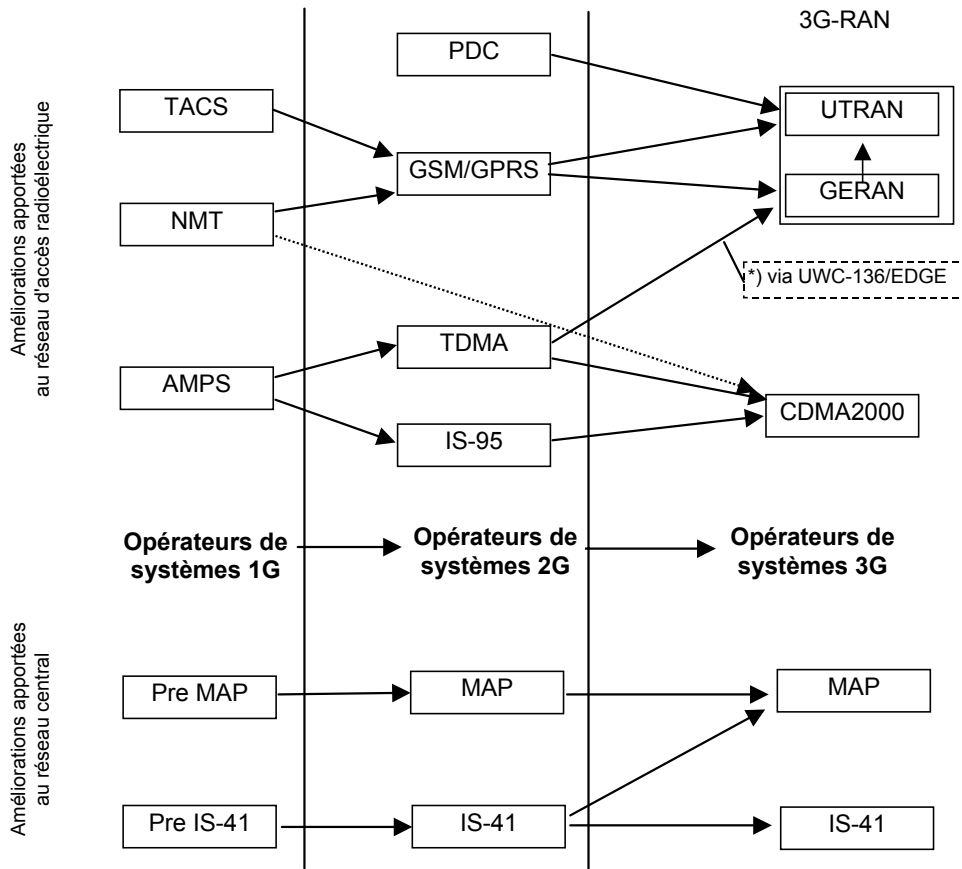 3G-RAN
PDC
TACS
UTRAN
GSM/GPRS
GERAN
NMT
*) via UWC-136/EDGE
TDMA
AMPS
CDMA2000
IS-95
Améliorations apportées
au réseau d'accès radioélectrique
Opérateurs de
systèmes 1G
Opérateurs de
systèmes 2G
Opérateurs de
systèmes 3G
Améliorations apportées
au réseau central
Pre MAP
MAP
MAP
Pre IS-41
IS-41
IS-41